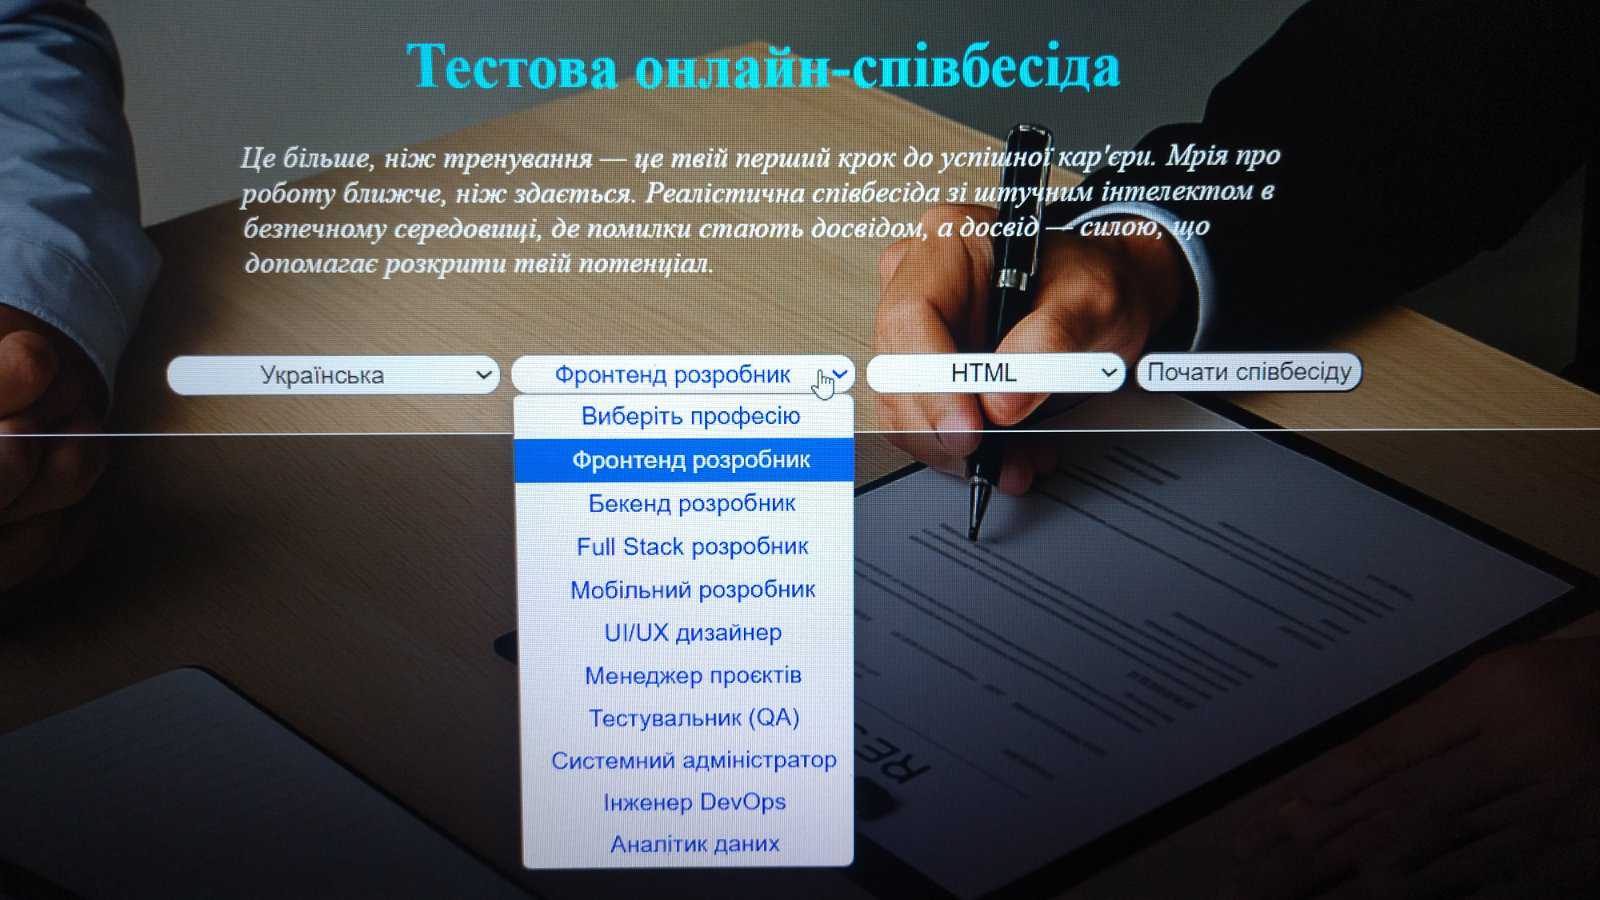 Тестова онлайн-співбесіда
Це більше, ніж тренування — це твій перший крок до успішної кар'єри. Мрія про
роботу ближче, ніж здається. Реалістична співбесіда зі штучним інтелектом в
безпечному середовищі, де помилки стають досвідом, а досвід — силою, що
допомагає розкрити твій потенціал.
Українська
Фронтенд розробник
HTML
Почати співбесіду
Виберіть професію
Фронтенд розробник
Бекенд розробник
Full Stack розробник
Мобільний розробник
UI/UX дизайнер
Менеджер проєктів
Тестувальник (QA)
Системний адміністратор
Інженер DevOps
Аналітик даних